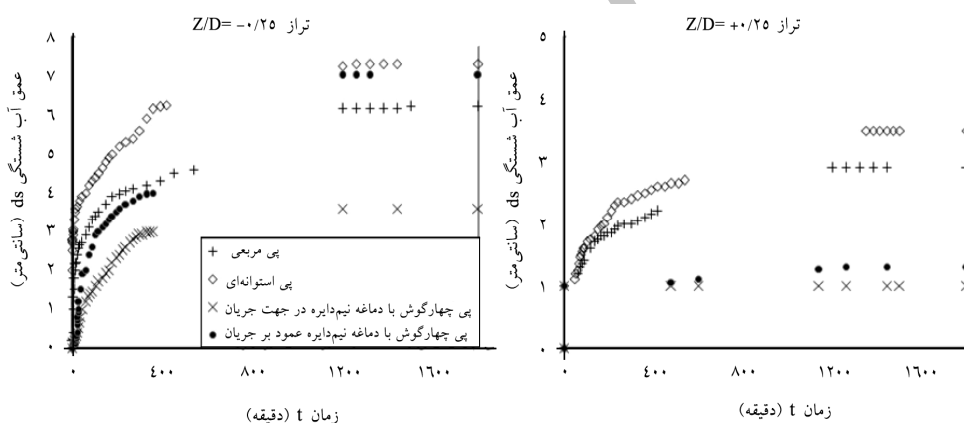 تراز Z/D= -۰/۲۵
عمق آب شستگی ds (سانتی‌متر)
۸
۷
۶
۵
۴
۳
۲
۱
۰
۰
۴۰۰
۸۰۰
۱۲۰۰
۱۶۰۰
زمان t (دقیقه)
پی مربعی
پی استوانه‌ای
پی چهارگوش با دماغه نیم‌دایره در جهت جریان
پی چهارگوش با دماغه نیم‌دایره عمود بر جریان
تراز Z/D= +۰/۲۵
عمق آب شستگی ds (سانتی‌متر)
۵
۴
۳
۲
۱
۰
۰
۴۰۰
۸۰۰
۱۲۰۰
۱۶۰۰
زمان t (دقیقه)